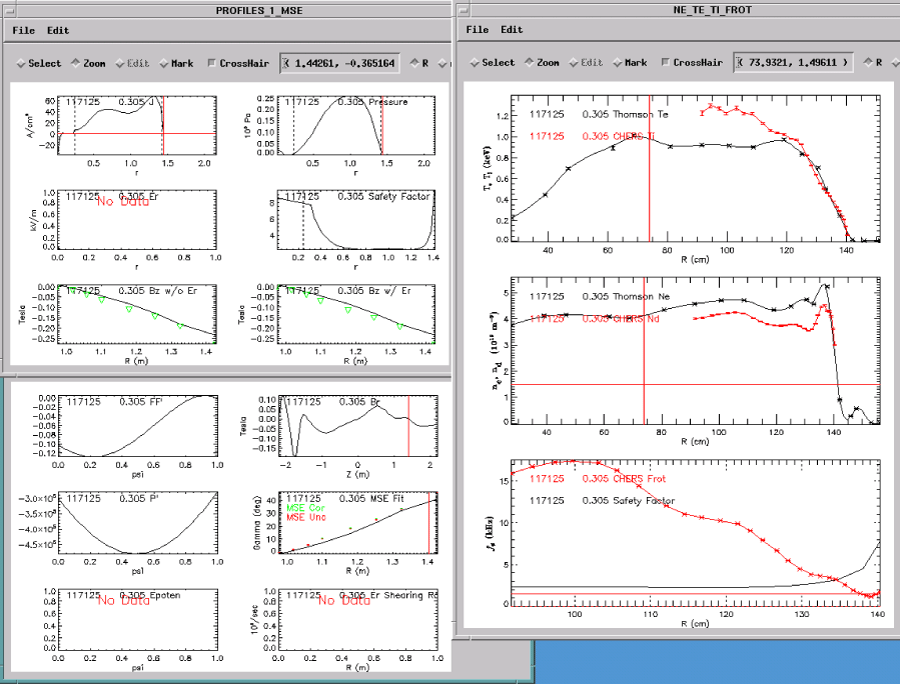 PROFILES_1_MSE
File Edit
Select Zoom Edit Mark CrossHair X( 1.44261, -0.365164) R
117125 0.305 J
A/cm²
60
40
20
0
-20
0.5 1.0 1.5 2.0
r
117125 0.305 Pressure
10⁶ Pa
0.25
0.20
0.15
0.10
0.05
0.00
0.5 1.0 1.5 2.0
r
117125 0.305 Er
No Data
kV/m
1.0
0.8
0.6
0.4
0.2
0.0
0.0 0.2 0.4 0.6 0.8 1.0
r
117125 0.305 Safety Factor
8
6
4
0.2 0.4 0.6 0.8 1.0 1.2 1.4
r
117125 0.305 Bz w/o Er
Tesla
0.00
-0.05
-0.10
-0.15
-0.20
-0.25
1.0 1.1 1.2 1.3 1.4
R (m)
117125 0.305 Bz w/ Er
Tesla
0.00
-0.05
-0.10
-0.15
-0.20
-0.25
1.0 1.1 1.2 1.3 1.4
R (m)
117125 0.305 FF'
0.00
-0.02
-0.04
-0.06
-0.08
-0.10
-0.12
0.0 0.2 0.4 0.6 0.8 1.0
psi
117125 0.305 Br
Tesla
0.10
0.05
0.00
-0.05
-0.10
-0.15
-2 -1 0 1 2
Z (m)
117125 0.305 P'
-3.0×10⁵
-3.5×10⁵
-4.0×10⁵
-4.5×10⁵
0.0 0.2 0.4 0.6 0.8 1.0
psi
117125 0.305 MSE Fit
MSE Cor
MSE Unc
Gamma (deg)
40
30
20
10
0
1.0 1.1 1.2 1.3 1.4
R (m)
117125 0.305 Epoten
No Data
1.0
0.8
0.6
0.4
0.2
0.0
0.0 0.2 0.4 0.6 0.8 1.0
psi
117125 0.305 Er Shearing Ra
No Data
1.0
0.8
0.6
0.4
0.2
0.0
0.0 0.2 0.4 0.6 0.8 1.0
R (m)
NE_TE_TI_FROT
File Edit
Select Zoom Edit Mark CrossHair X( 73.9321, 1.49611 ) R
117125 0.305 Thomson Te
117125 0.305 CHERS Ti
Tₑ Tᵢ (keV)
1.2
1.0
0.8
0.6
0.4
0.2
0.0
40 60 80 100 120 140
R (cm)
117125 0.305 Thomson Ne
117125 0.305 CHERS Nd
5
4
3
2
1
0
40 60 80 100 120 140
R (cm)
117125 0.305 CHERS Frot
117125 0.305 Safety Factor
(kHz)
15
10
5
0
100 110 120 130 140
R (cm)